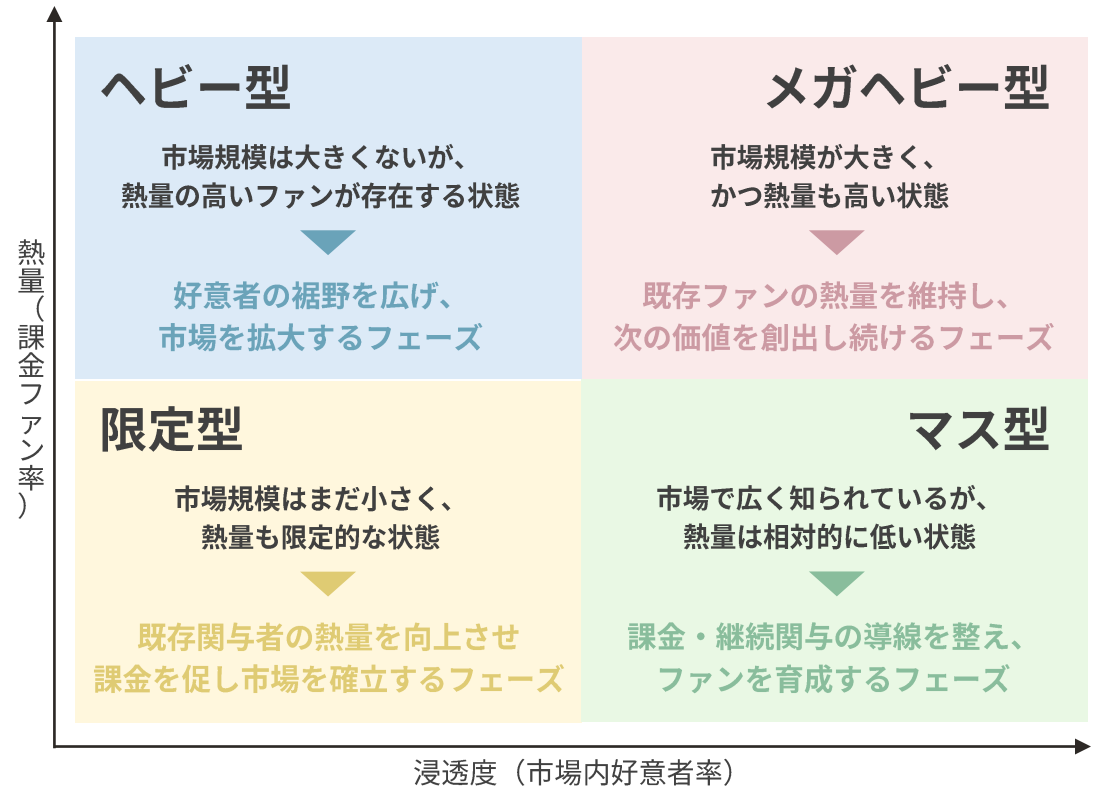 熱量（課金ファン率）
ヘビー型
市場規模は大きくないが、
熱量の高いファンが存在する状態
好意者の裾野を広げ、
市場を拡大するフェーズ
メガヘビー型
市場規模が大きく、
かつ熱量も高い状態
既存ファンの熱量を維持し、
次の価値を創出し続けるフェーズ
限定型
市場規模はまだ小さく、
熱量も限定的な状態
既存関与者の熱量を向上させ
課金を促し市場を確立するフェーズ
マス型
市場で広く知られているが、
熱量は相対的に低い状態
課金・継続関与の導線を整え、
ファンを育成するフェーズ
浸透度（市場内好意者率）